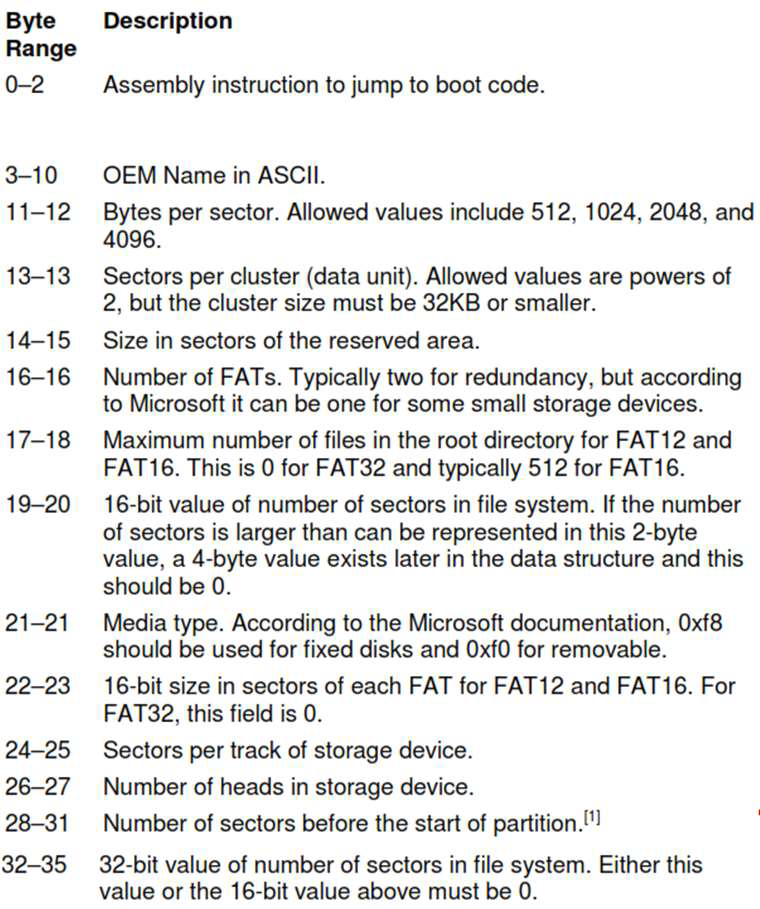 Byte Description
Range
0–2 Assembly instruction to jump to boot code.
3–10 OEM Name in ASCII.
11–12 Bytes per sector. Allowed values include 512, 1024, 2048, and
4096.
13–13 Sectors per cluster (data unit). Allowed values are powers of
2, but the cluster size must be 32KB or smaller.
14–15 Size in sectors of the reserved area.
16–16 Number of FATs. Typically two for redundancy, but according
to Microsoft it can be one for some small storage devices.
17–18 Maximum number of files in the root directory for FAT12 and
FAT16. This is 0 for FAT32 and typically 512 for FAT16.
19–20 16-bit value of number of sectors in file system. If the number
of sectors is larger than can be represented in this 2-byte
value, a 4-byte value exists later in the data structure and this
should be 0.
21–21 Media type. According to the Microsoft documentation, 0xf8
should be used for fixed disks and 0xf0 for removable.
22–23 16-bit size in sectors of each FAT for FAT12 and FAT16. For
FAT32, this field is 0.
24–25 Sectors per track of storage device.
26–27 Number of heads in storage device.
28–31 Number of sectors before the start of partition.[1]
32–35 32-bit value of number of sectors in file system. Either this
value or the 16-bit value above must be 0.